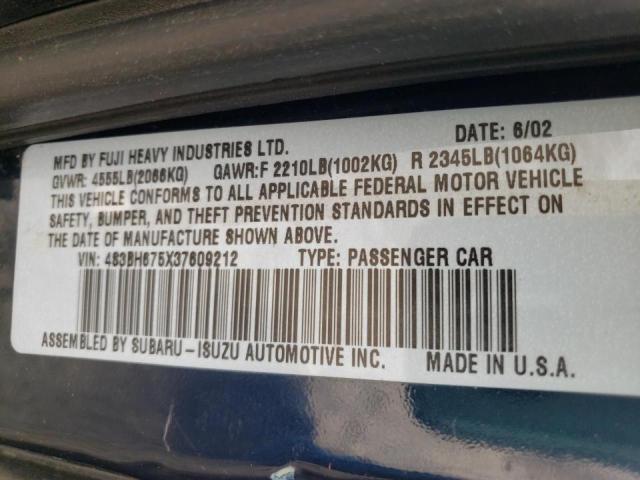 DATE: 6/02
MFD BY FUJI HEAVY INDUSTRIES LTD.
GVWR: 4555LB(2066KG) GAWR:F 2210LB(1002KG) R 2345LB(1064KG)
THIS VEHICLE CONFORMS TO ALL APPLICABLE FEDERAL MOTOR VEHICLE
SAFETY, BUMPER, AND THEFT PREVENTION STANDARDS IN EFFECT ON
THE DATE OF MANUFACTURE SHOWN ABOVE.
VIN: 4S3BH675X37609212 TYPE: PASSENGER CAR
ASSEMBLED BY SUBARU-ISUZU AUTOMOTIVE INC. MADE IN U.S.A.